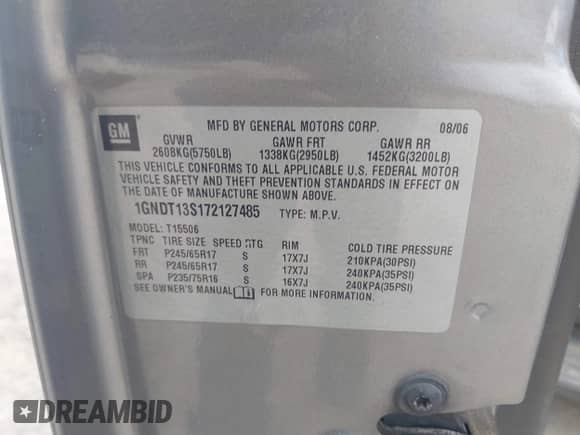 GM
MFD BY GENERAL MOTORS CORP. 08/06
GVWR GAWR FRT GAWR RR
2608KG(5750LB) 1338KG(2950LB) 1452KG(3200LB)
THIS VEHICLE CONFORMS TO ALL APPLICABLE U.S. FEDERAL MOTOR
VEHICLE SAFETY AND THEFT PREVENTION STANDARDS IN EFFECT ON
THE DATE OF MANUFACTURE SHOWN ABOVE.
1GNDT13S172127485 TYPE: M.P.V.
MODEL: T15506
TPNC TIRE SIZE SPEED RTG RIM COLD TIRE PRESSURE
FRT P245/65R17 S 17X7J 210KPA(30PSI)
RR P245/65R17 S 17X7J 240KPA(35PSI)
SPA P235/75R16 S 16X7J 240KPA(35PSI)
SEE OWNER'S MANUAL FOR MORE INFORMATION.
DREAMBID